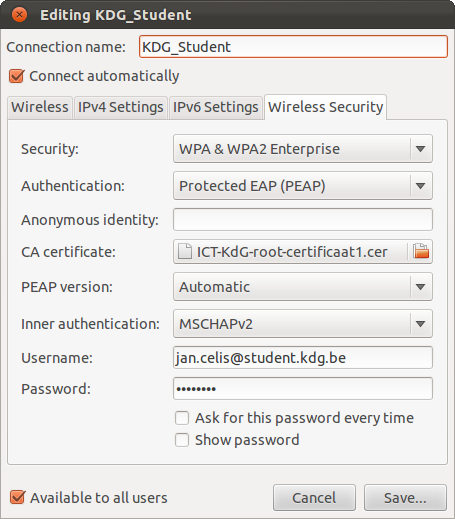 Editing KDG_Student
Connection name: KDG_Student
Connect automatically
Wireless IPv4 Settings IPv6 Settings Wireless Security
Security: WPA & WPA2 Enterprise
Authentication: Protected EAP (PEAP)
Anonymous identity:
CA certificate: ICT-KdG-root-certificaat1.cer
PEAP version: Automatic
Inner authentication: MSCHAPv2
Username: jan.celis@student.kdg.be
Password: ••••••••
Ask for this password every time
Show password
Available to all users Cancel Save...